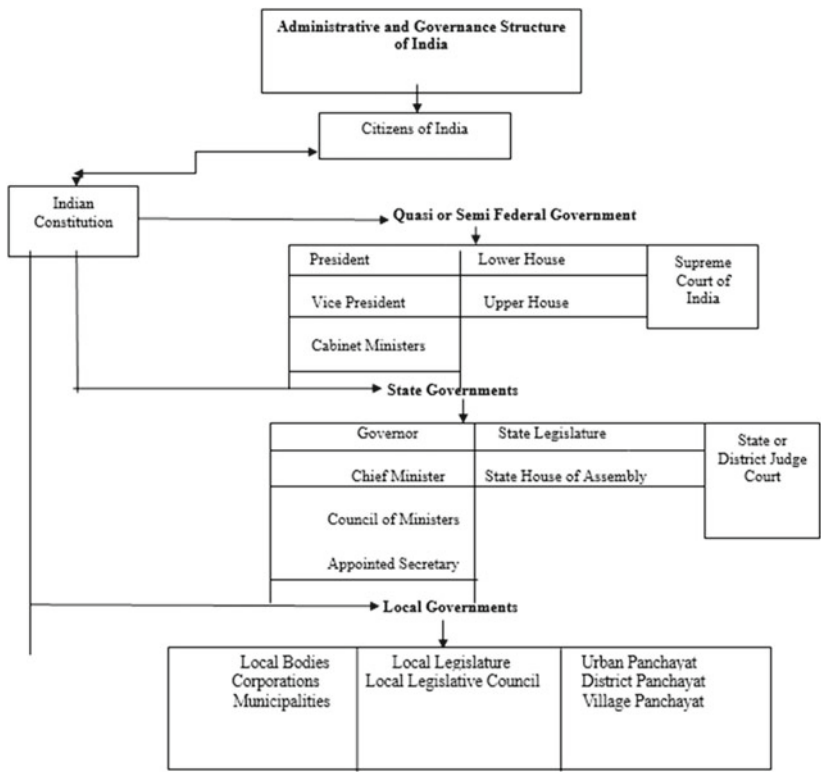 Administrative and Governance Structure
of India
Citizens of India
Indian
Constitution
Quasi or Semi Federal Government
President
Lower House
Supreme
Court of
India
Vice President
Upper House
Cabinet Ministers
State Governments
Governor
State Legislature
State or
District Judge
Court
Chief Minister
State House of Assembly
Council of Ministers
Appointed Secretary
Local Governments
Local Bodies
Corporations
Municipalities
Local Legislature
Local Legislative Council
Urban Panchayat
District Panchayat
Village Panchayat